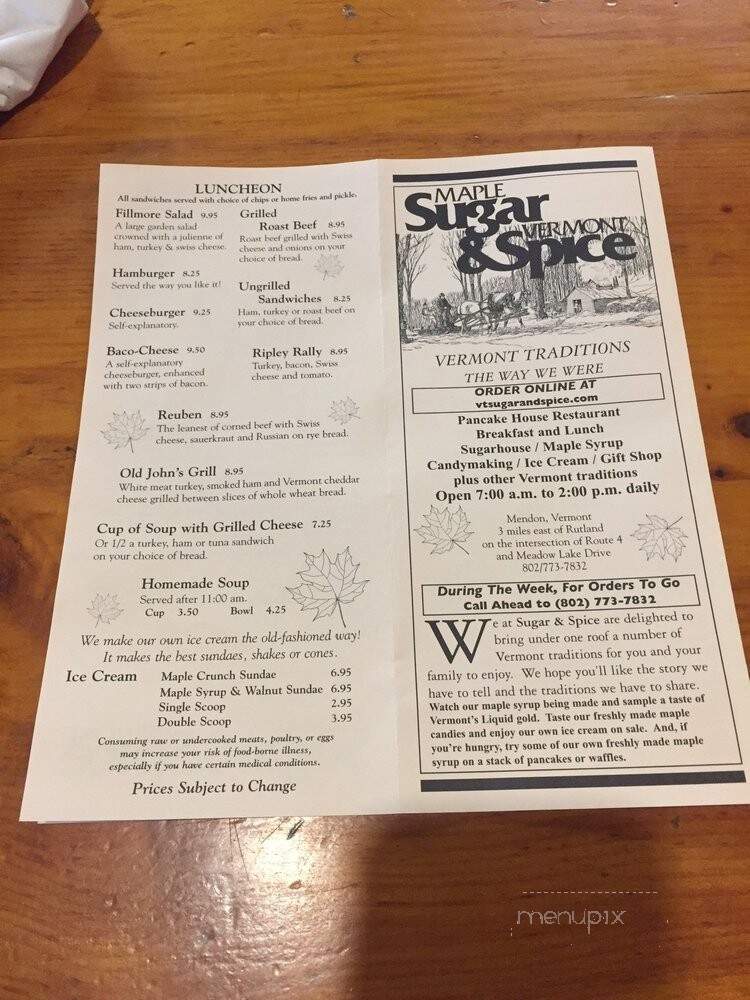 LUNCHEON
All sandwiches served with choice of chips or home fries and pickle.
Fillmore Salad 9.95
A large garden salad
crowned with a julienne of
ham, turkey & swiss cheese.
Hamburger 8.25
Served the way you like it!
Cheeseburger 9.25
Self-explanatory.
Baco-Cheese 9.50
A self-explanatory
cheeseburger, enhanced
with two strips of bacon.
Grilled
Roast Beef 8.95
Roast beef grilled with Swiss
cheese and onions on your
choice of bread.
Ungrilled
Sandwiches 8.25
Ham, turkey or roast beef on
your choice of bread.
Ripley Rally 8.95
Turkey, bacon, Swiss
cheese and tomato.
Reuben 8.95
The leanest of corned beef with Swiss
cheese, sauerkraut and Russian on rye bread.
Old John's Grill 8.95
White meat turkey, smoked ham and Vermont cheddar
cheese grilled between slices of whole wheat bread.
Cup of Soup with Grilled Cheese 7.25
Or 1/2 a turkey, ham or tuna sandwich
on your choice of bread.
Homemade Soup
Served after 11:00 am.
Cup 3.50 Bowl 4.25
We make our own ice cream the old-fashioned way!
It makes the best sundaes, shakes or cones.
Ice Cream Maple Crunch Sundae 6.95
Maple Syrup & Walnut Sundae 6.95
Single Scoop 2.95
Double Scoop 3.95
Consuming raw or undercooked meats, poultry, or eggs
may increase your risk of food-borne illness,
especially if you have certain medical conditions.
Prices Subject to Change
MAPLE
Sugar
VERMONT
& Spice
VERMONT TRADITIONS
THE WAY WE WERE
ORDER ONLINE AT
vtsugarandspice.com
Pancake House Restaurant
Breakfast and Lunch
Sugarhouse / Maple Syrup
Candymaking / Ice Cream / Gift Shop
plus other Vermont traditions
Open 7:00 a.m. to 2:00 p.m. daily
Mendon, Vermont
3 miles east of Rutland
on the intersection of Route 4
and Meadow Lake Drive
802/773-7832
During The Week, For Orders To Go
Call Ahead to (802) 773-7832
We at Sugar & Spice are delighted to
bring under one roof a number of
Vermont traditions for you and your
family to enjoy. We hope you'll like the story we
have to tell and the traditions we have to share.
Watch our maple syrup being made and sample a taste of
Vermont's Liquid gold. Taste our freshly made maple
candies and enjoy our own ice cream on sale. And, if
you're hungry, try some of our own freshly made maple
syrup on a stack of pancakes or waffles.
menupix